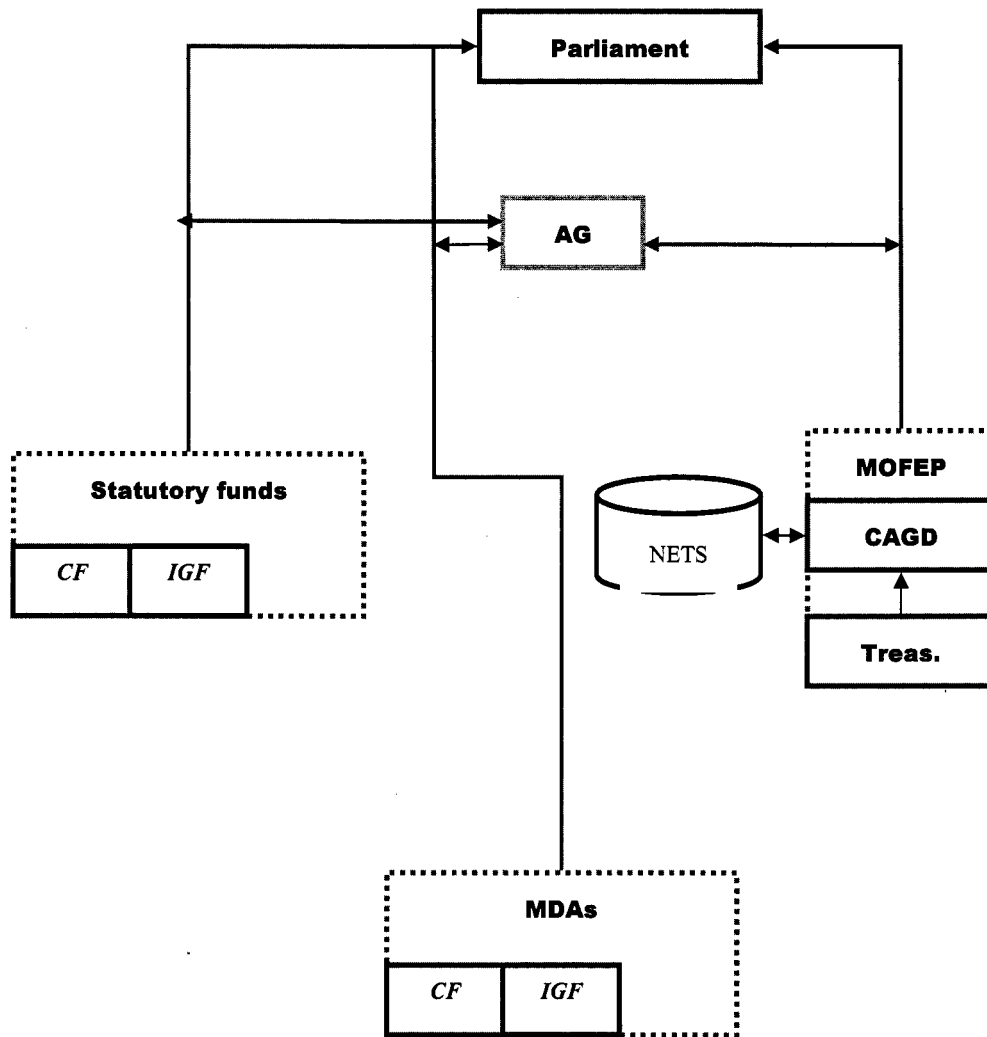 Parliament
AG
Statutory funds
CF
IGF
NETS
MOFEP
CAGD
Treas.
MDAs
CF
IGF